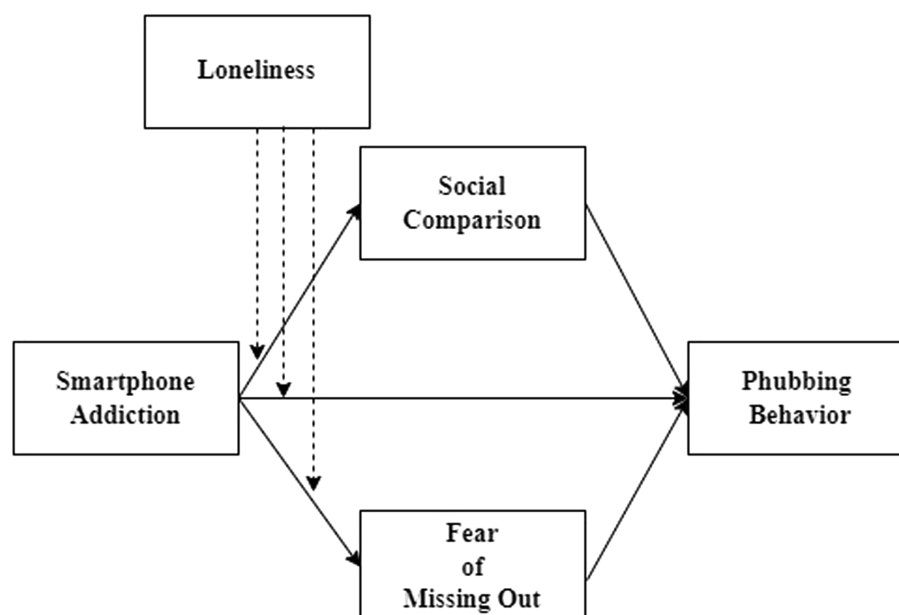 Loneliness
Social
Comparison
Smartphone
Addiction
Phubbing
Behavior
Fear
of
Missing Out